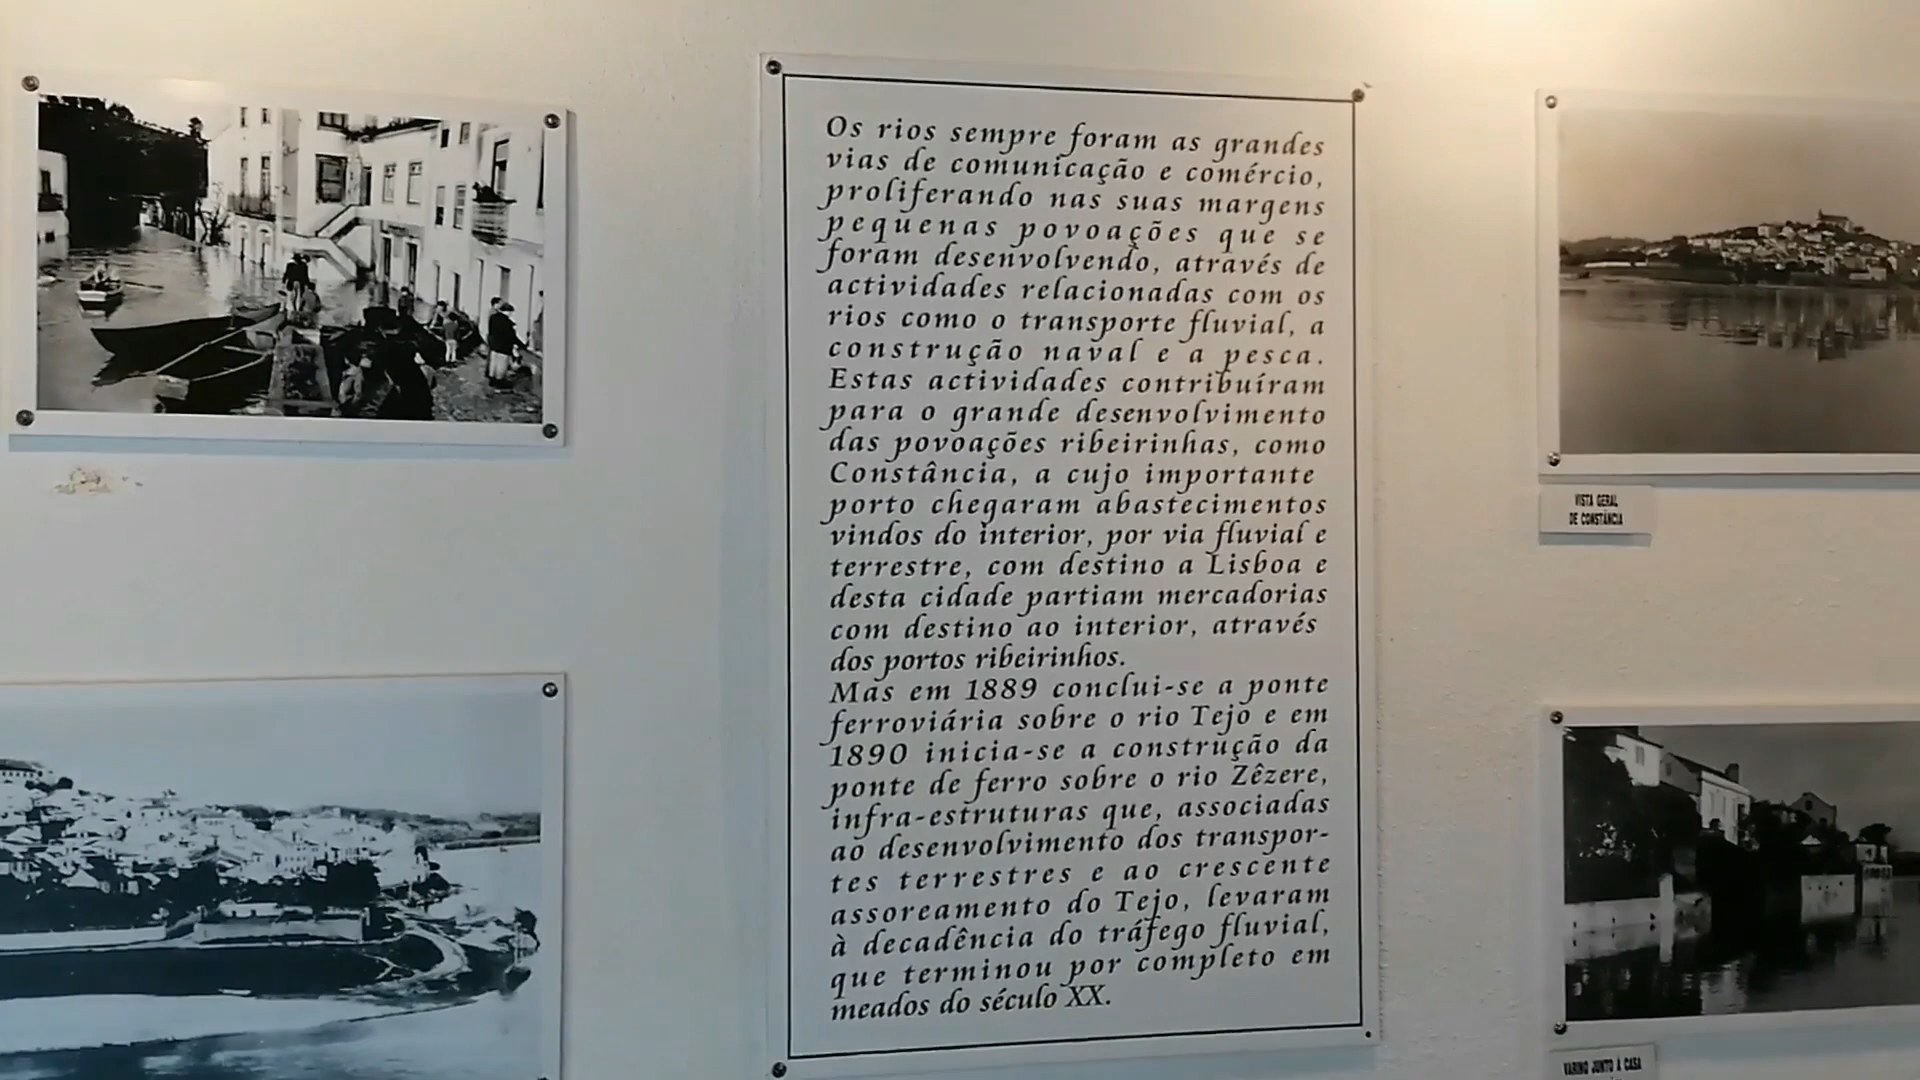 Os rios sempre foram as grandes
vias de comunicação e comércio,
proliferando nas suas margens
pequenas povoações que se
foram desenvolvendo, através de
actividades relacionadas com os
rios como o transporte fluvial, a
construção naval e a pesca.
Estas actividades contribuíram
para o grande desenvolvimento
das povoações ribeirinhas, como
Constância, a cujo importante
porto chegaram abastecimentos
vindos do interior, por via fluvial e
terrestre, com destino a Lisboa e
desta cidade partiam mercadorias
com destino ao interior, através
dos portos ribeirinhos.
Mas em 1889 conclui-se a ponte
ferroviária sobre o rio Tejo e em
1890 inicia-se a construção da
ponte de ferro sobre o rio Zêzere,
infra-estruturas que, associadas
ao desenvolvimento dos transpor-
tes terrestres e ao crescente
assoreamento do Tejo, levaram
à decadência do tráfego fluvial,
que terminou por completo em
meados do século XX.
VISTA GERAL
DE CONSTÂNCIA
VARINO JUNTO À CASA